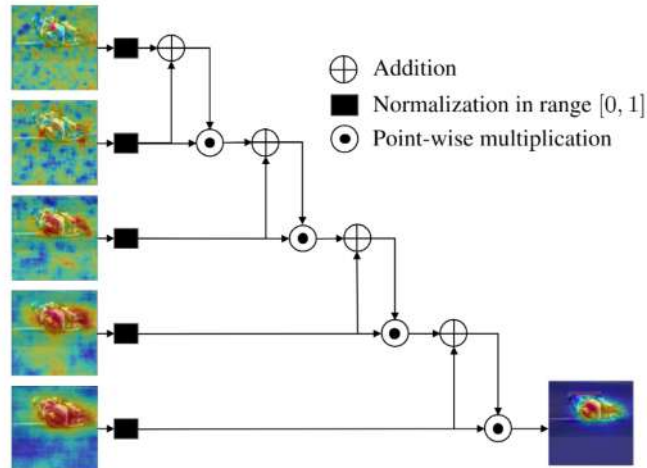 Addition
Normalization in range [0, 1]
Point-wise multiplication